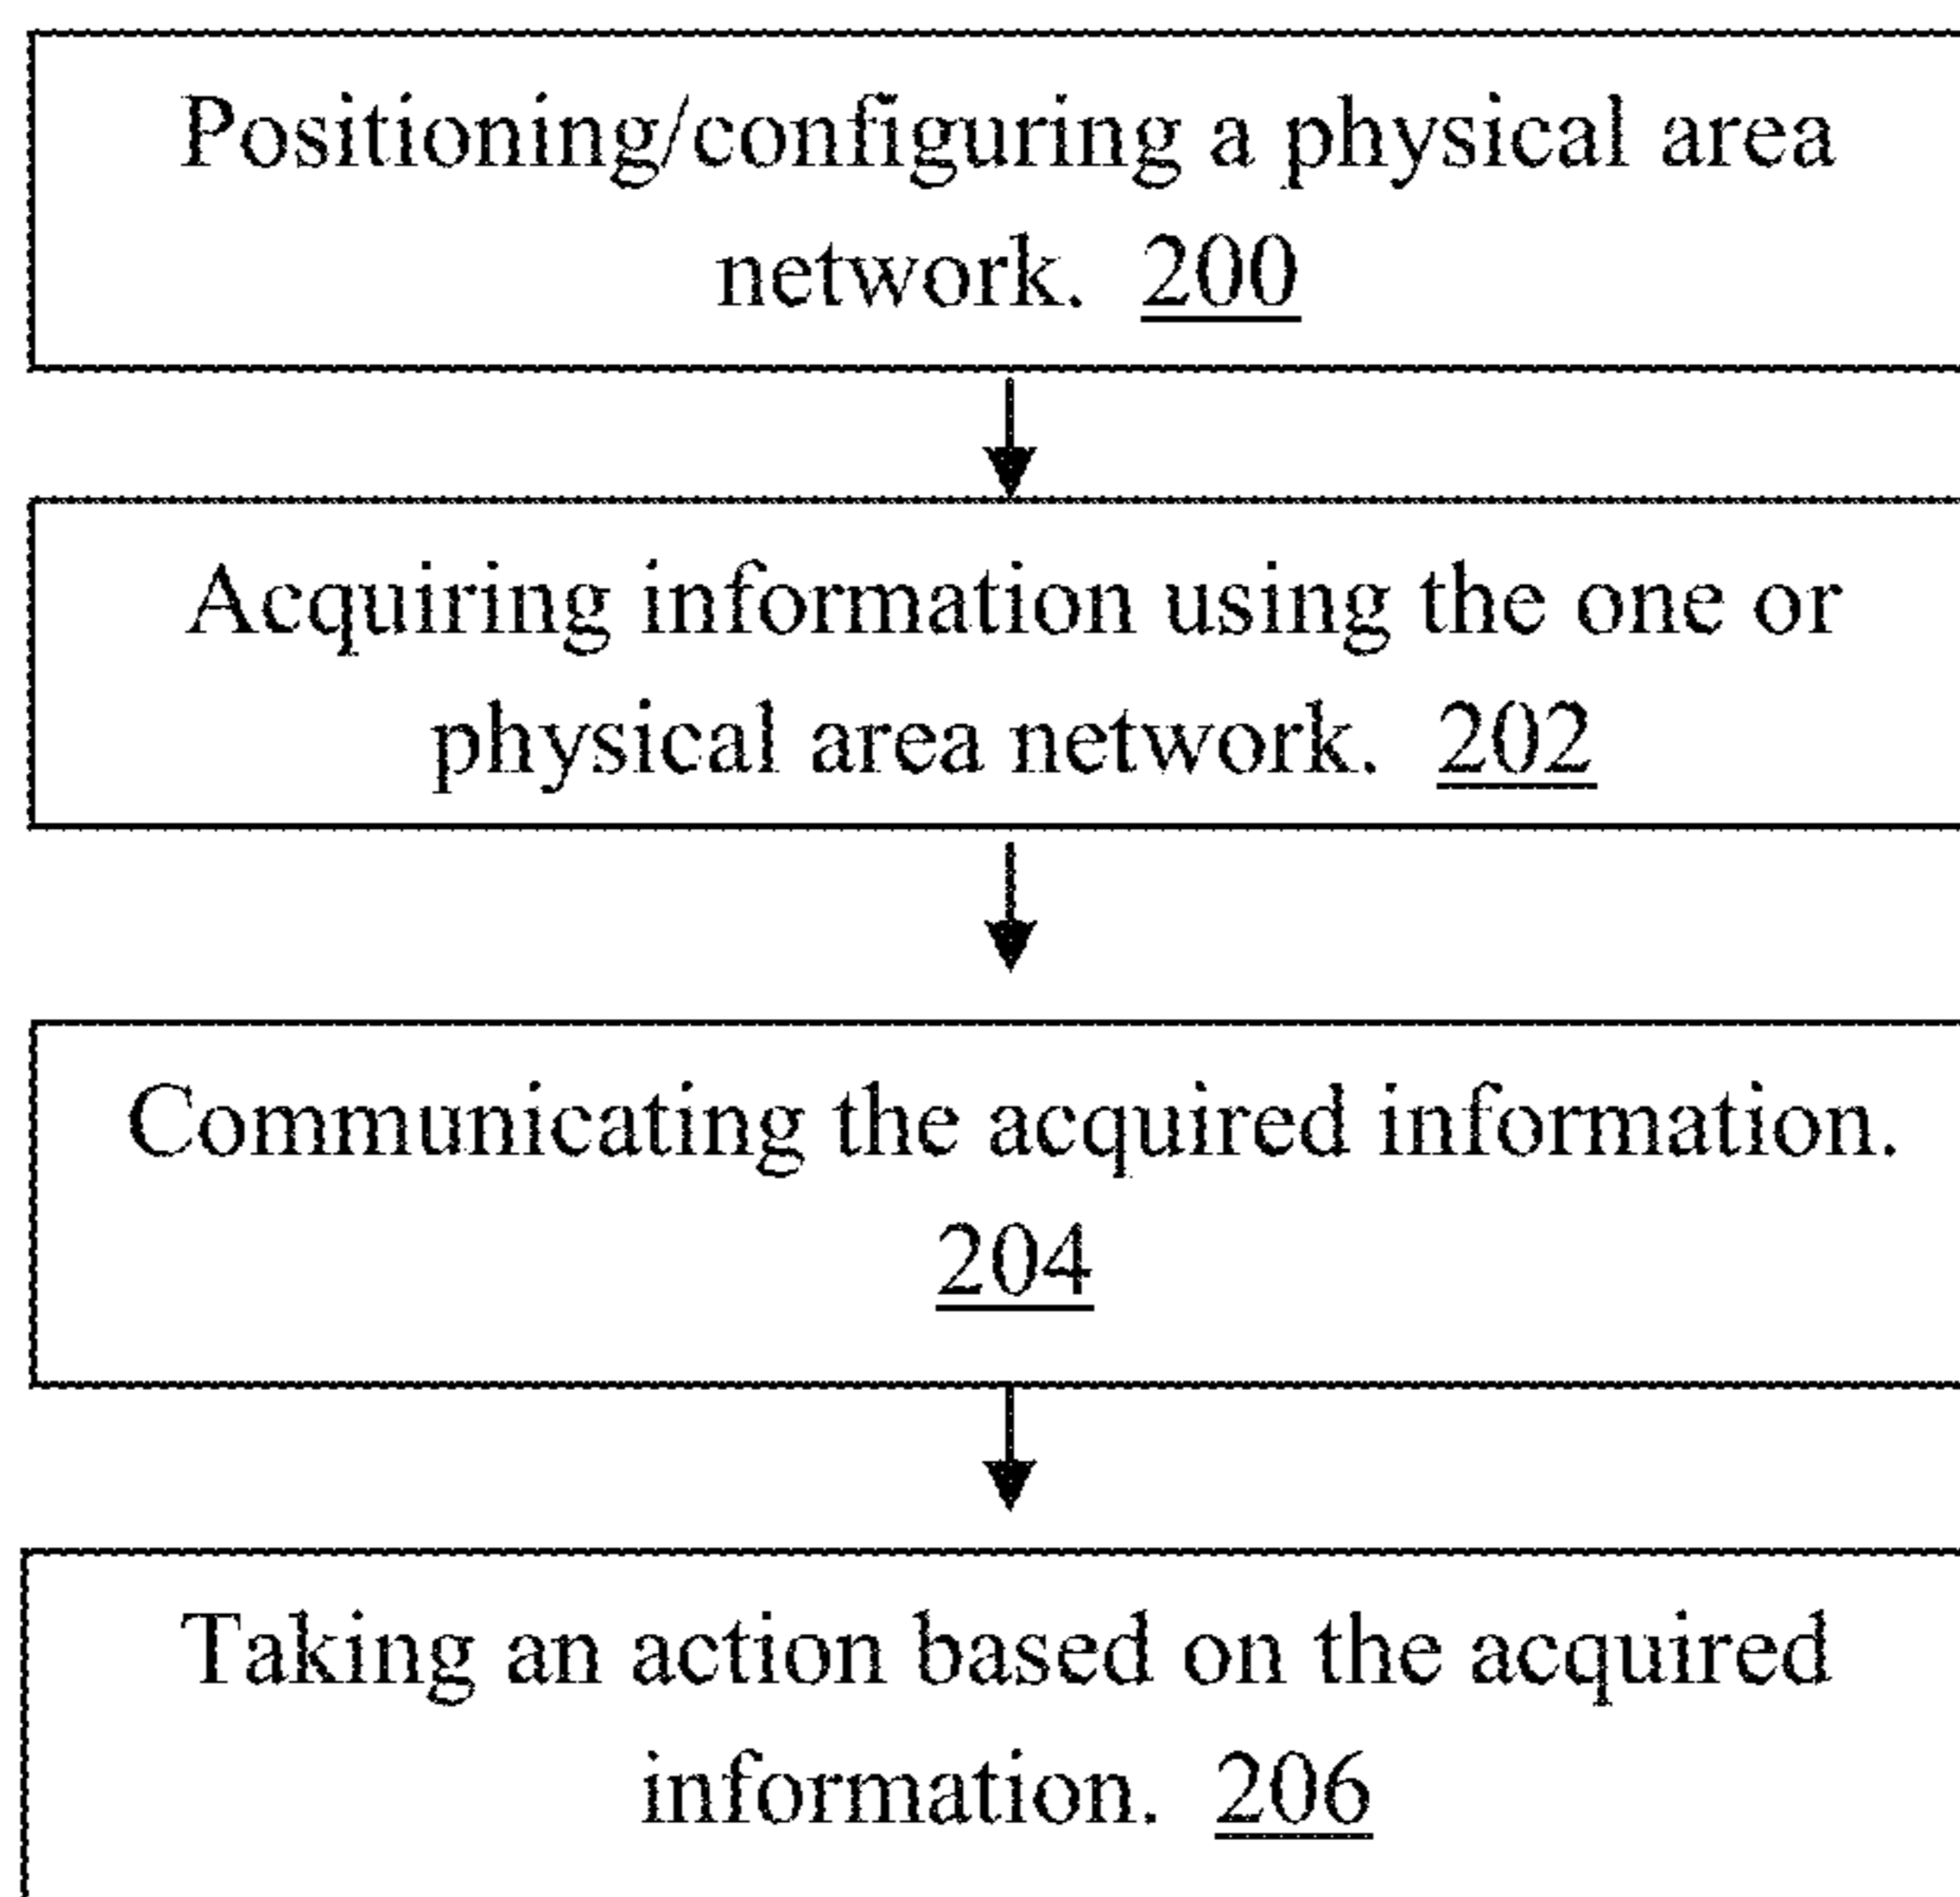 Positioning/configuring a physical area
network. 200
Acquiring information using the one or
physical area network. 202
Communicating the acquired information.
204
Taking an action based on the acquired
information. 206